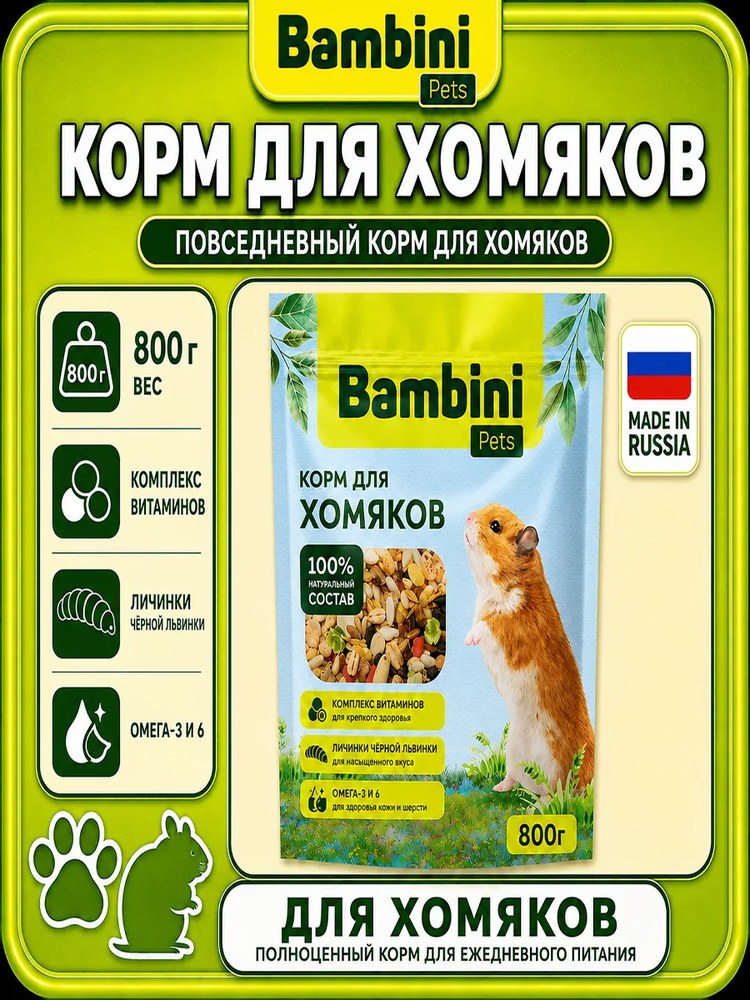 Bambini
Pets
КОРМ ДЛЯ ХОМЯКОВ
ПОВСЕДНЕВНЫЙ КОРМ ДЛЯ ХОМЯКОВ
800г
800 г
ВЕС
КОМПЛЕКС
ВИТАМИНОВ
ЛИЧИНКИ
ЧЁРНОЙ ЛЬВИНКИ
ОМЕГА-3 И 6
Bambini
Pets
КОРМ ДЛЯ
ХОМЯКОВ
100%
НАТУРАЛЬНЫЙ
СОСТАВ
КОМПЛЕКС ВИТАМИНОВ
для крепкого здоровья
ЛИЧИНКИ ЧЁРНОЙ ЛЬВИНКИ
для насыщенного вкуса
ОМЕГА-3 И 6
для здоровья кожи и шерсти
800г
MADE IN
RUSSIA
ДЛЯ ХОМЯКОВ
ПОЛНОЦЕННЫЙ КОРМ ДЛЯ ЕЖЕДНЕВНОГО ПИТАНИЯ